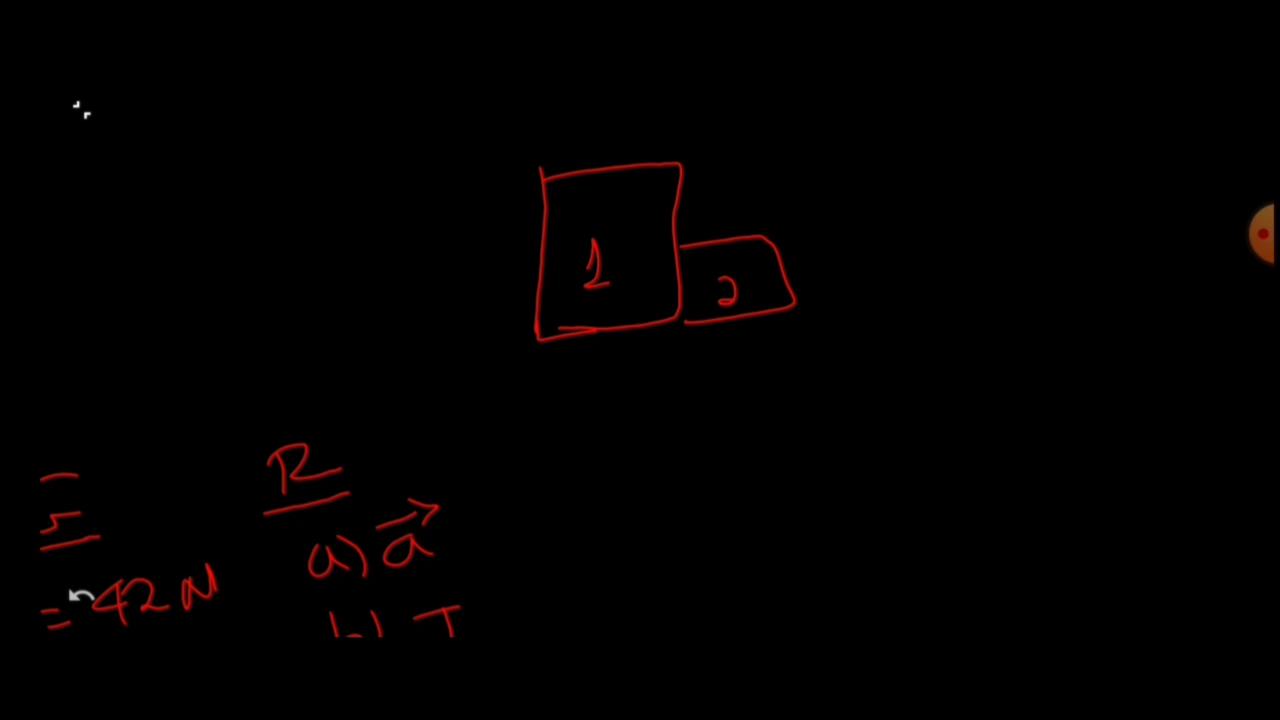 1
2
R
a) a⃗
= 42 N
b) T